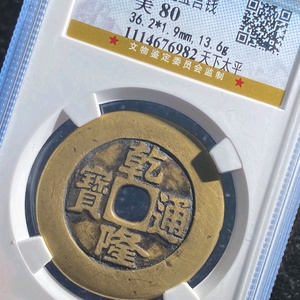 美 80
36.2*1.9mm, 13.6g
1114676982 天下太平
文物鉴定委员会监制
乾隆通寶